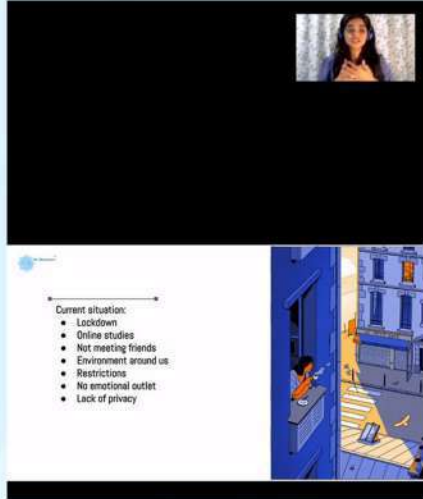 Current situation:
● Lockdown
● Online studies
● Not meeting friends
● Environment around us
● Restrictions
● No emotional outlet
● Lack of privacy